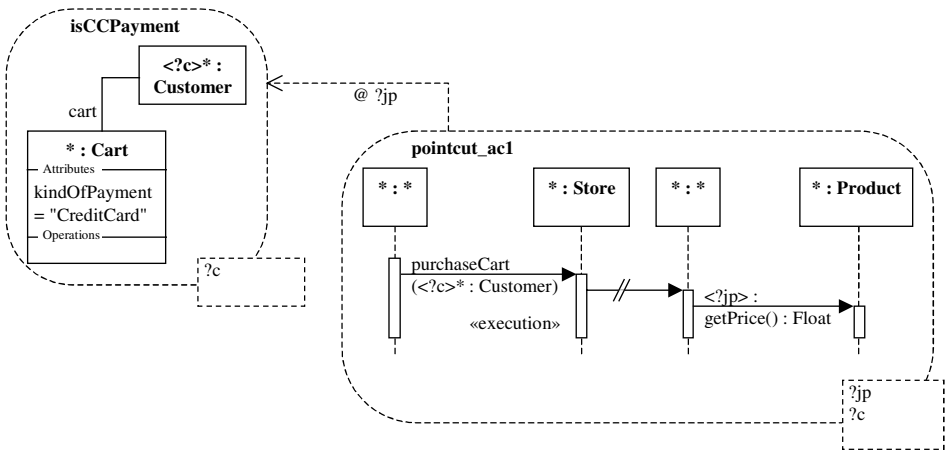 isCCPayment
<?c>* :
Customer
cart
* : Cart
Attributes
kindOfPayment
= "CreditCard"
Operations
?c
@ ?jp
pointcut_ac1
* : *
* : Store
* : *
* : Product
purchaseCart
(<?c>* : Customer)
«execution»
<?jp> :
getPrice() : Float
?jp
?c